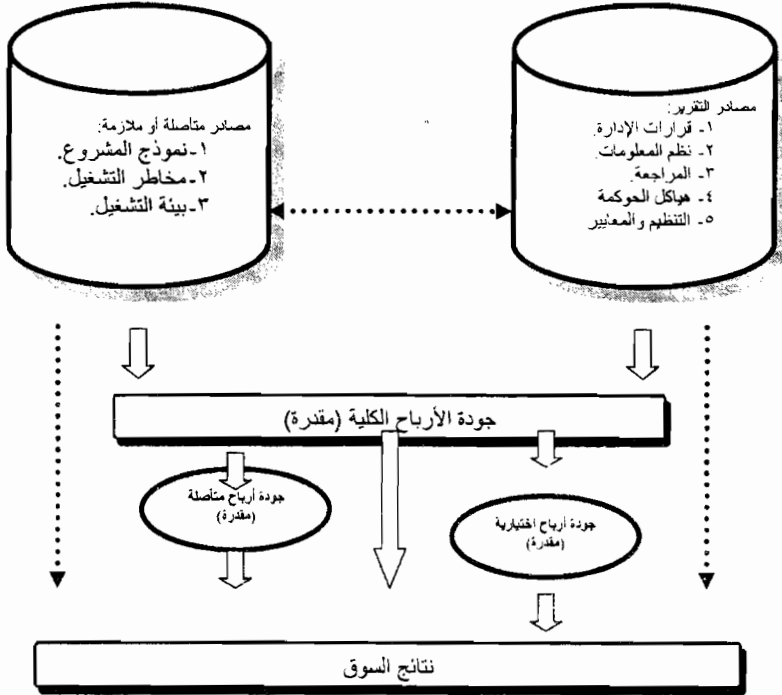 مصادر التقرير:
١- قرارات الإدارة.
٢- نظم المعلومات.
٣- المراجعة.
٤- هياكل الحوكمة
٥- التنظيم والمعايير
مصادر متأصلة أو ملازمة:
١-نموذج المشروع.
٢-مخاطر التشغيل.
٣-بيئة التشغيل.
جودة الأرباح الكلية (مقدرة)
جودة أرباح متأصلة
(مقدرة)
جودة أرباح اختيارية
(مقدرة)
نتائج السوق